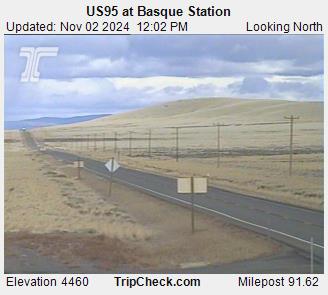 US95 at Basque Station
Updated: Nov 02 2024 12:02 PM Looking North
Elevation 4460 TripCheck.com Milepost 91.62